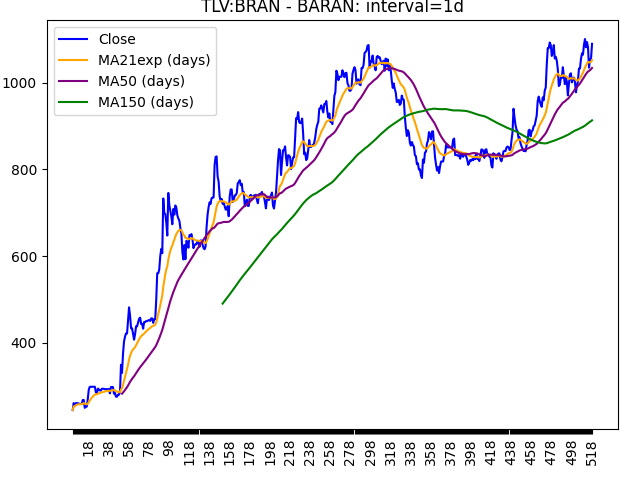 TLV:BRAN - BARAN: interval=1d
Close
MA21exp (days)
MA50 (days)
MA150 (days)
1000
800
600
400
18 38 58 78 98 118 138 158 178 198 218 238 258 278 298 318 338 358 378 398 418 438 458 478 498 518